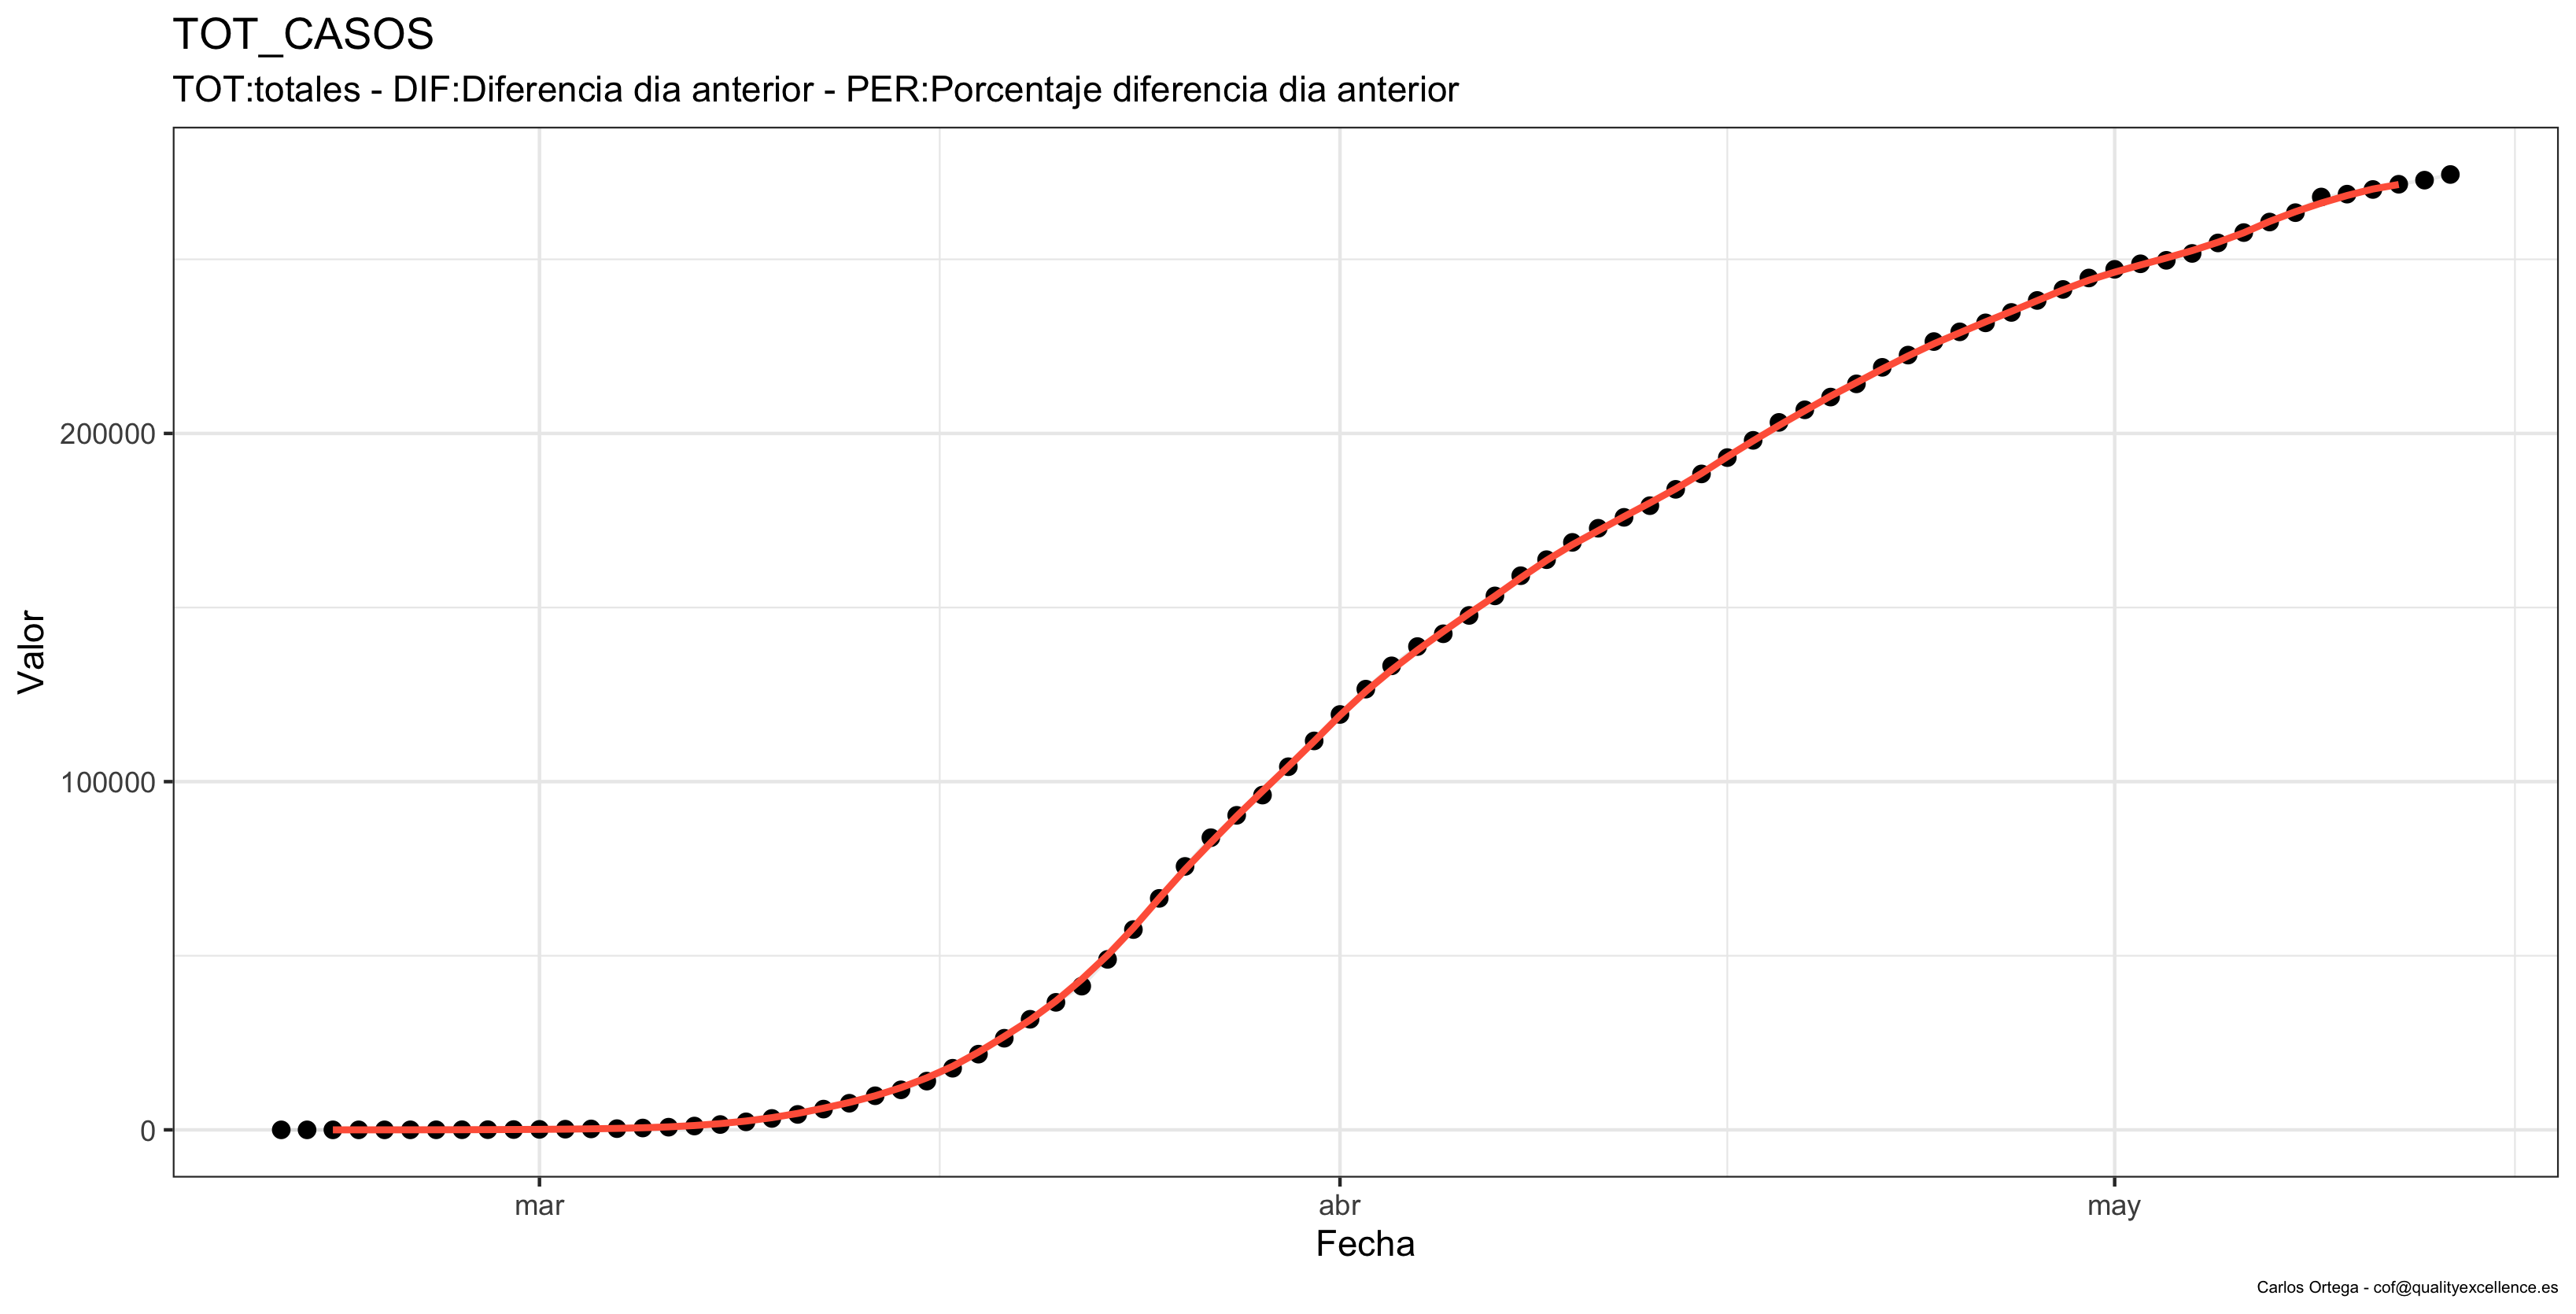 TOT_CASOS
TOT:totales - DIF:Diferencia dia anterior - PER:Porcentaje diferencia dia anterior
Valor
200000
100000
0
mar abr may
Fecha
Carlos Ortega - cof@qualityexcellence.es